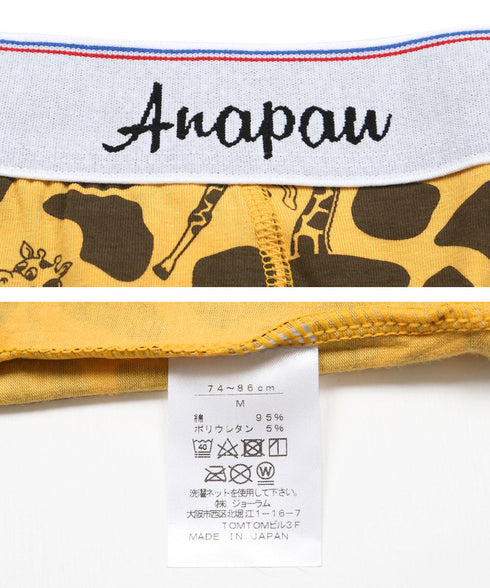 Anapau
74～86cm
M
綿 95%
ポリウレタン 5%
40
W
洗濯ネットを使用して下さい。
㈱ ジョーラム
大阪市西区北堀江1-16-7
TOMTOMビル3F
MADE IN JAPAN